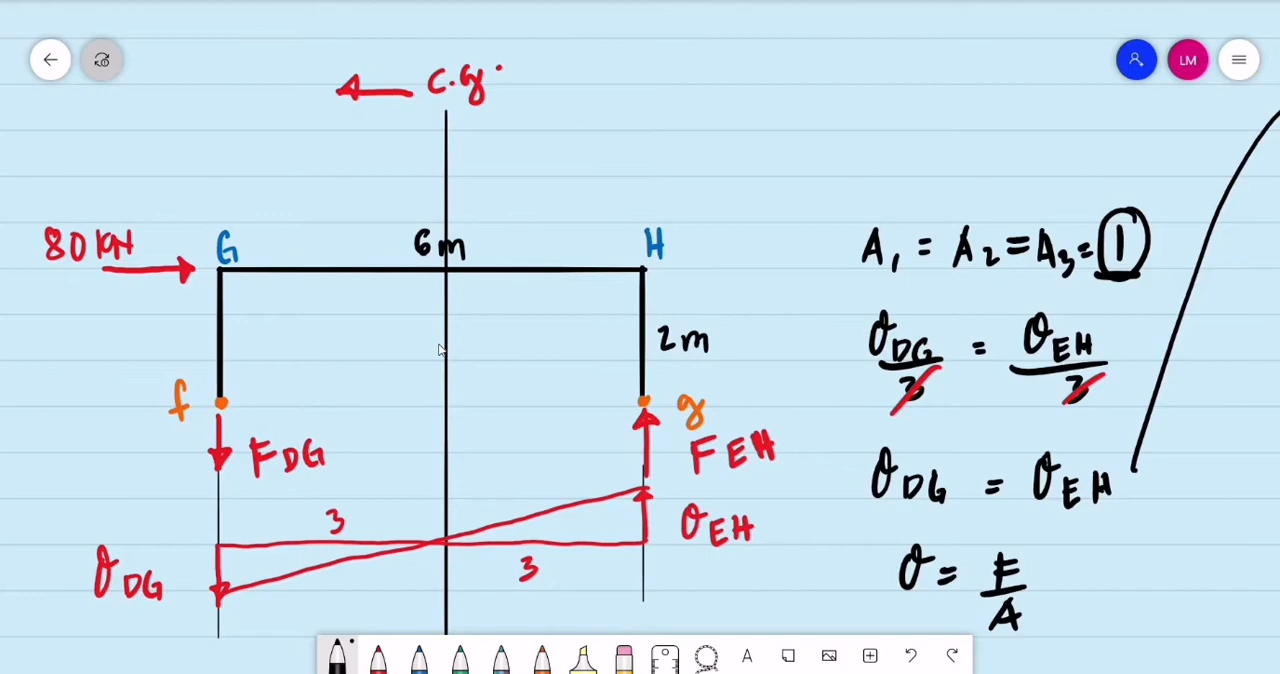 LM
c.g.
80 KN
G
6m
H
A₁ = A₂ = A₃ = 1
2m
σDG/3 = σEH/3
f
g
FDG
FEH
σDG = σEH
3
σEH
3
σDG
σ = F/A
A